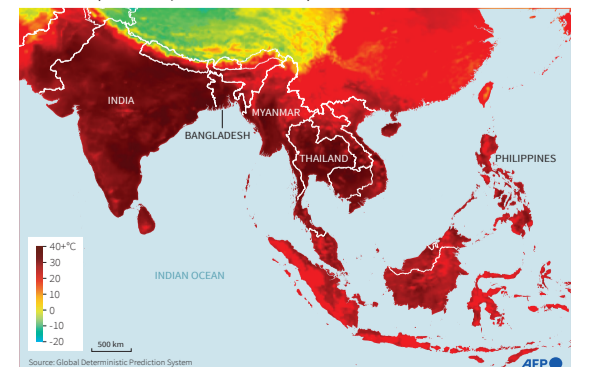 INDIA
MYANMAR
BANGLADESH
THAILAND
PHILIPPINES
40+°C
30
20
10
0
-10
-20
INDIAN OCEAN
500 km
Source: Global Deterministic Prediction System
AFP